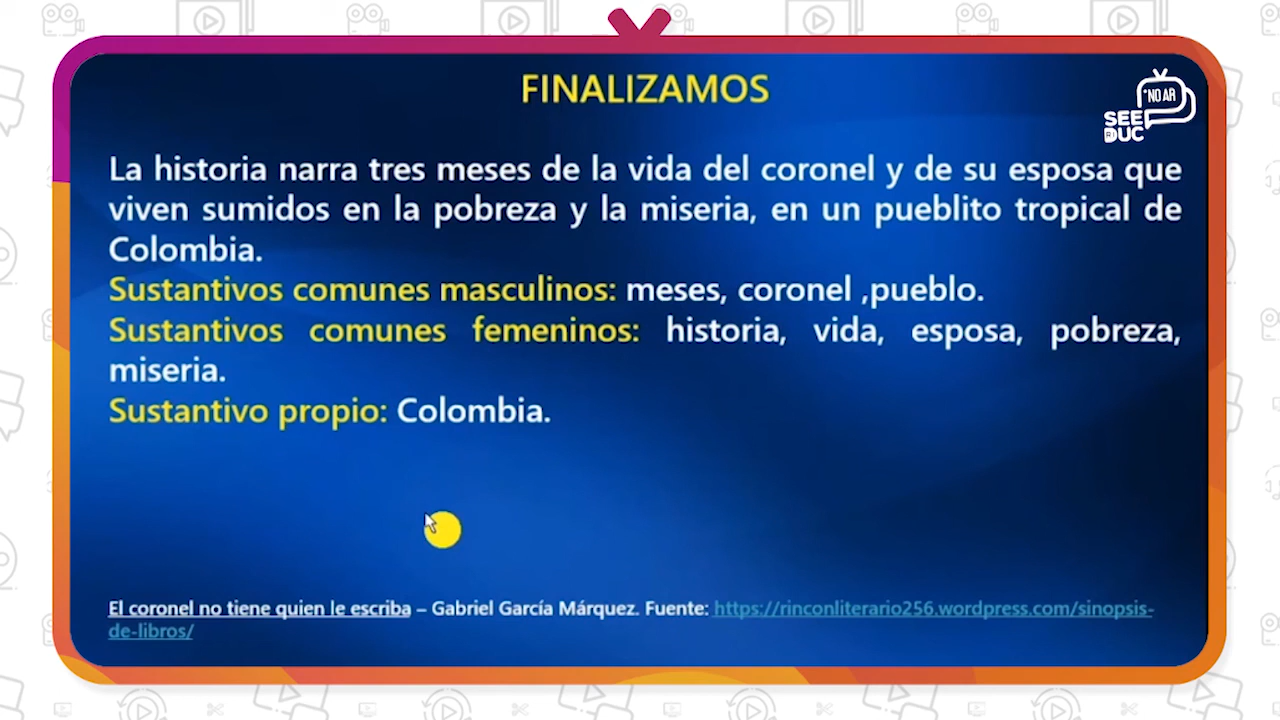 FINALIZAMOS
*NO AR
SEE
RJ DUC
La historia narra tres meses de la vida del coronel y de su esposa que
viven sumidos en la pobreza y la miseria, en un pueblito tropical de
Colombia.
Sustantivos comunes masculinos: meses, coronel ,pueblo.
Sustantivos comunes femeninos: historia, vida, esposa, pobreza,
miseria.
Sustantivo propio: Colombia.
El coronel no tiene quien le escriba – Gabriel García Márquez. Fuente: https://rinconliterario256.wordpress.com/sinopsis-
de-libros/